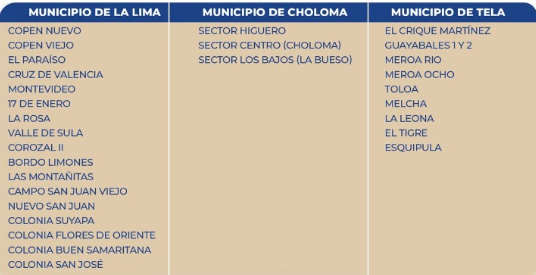 MUNICIPIO DE LA LIMA
COPEN NUEVO
COPEN VIEJO
EL PARAÍSO
CRUZ DE VALENCIA
MONTEVIDEO
17 DE ENERO
LA ROSA
VALLE DE SULA
COROZAL II
BORDO LIMONES
LAS MONTAÑITAS
CAMPO SAN JUAN VIEJO
NUEVO SAN JUAN
COLONIA SUYAPA
COLONIA FLORES DE ORIENTE
COLONIA BUEN SAMARITANA
COLONIA SAN JOSÉ
MUNICIPIO DE CHOLOMA
SECTOR HIGUERO
SECTOR CENTRO (CHOLOMA)
SECTOR LOS BAJOS (LA BUESO)
MUNICIPIO DE TELA
EL CRIQUE MARTÍNEZ
GUAYABALES 1 Y 2
MEROA RIO
MEROA OCHO
TOLOA
MELCHA
LA LEONA
EL TIGRE
ESQUIPULA